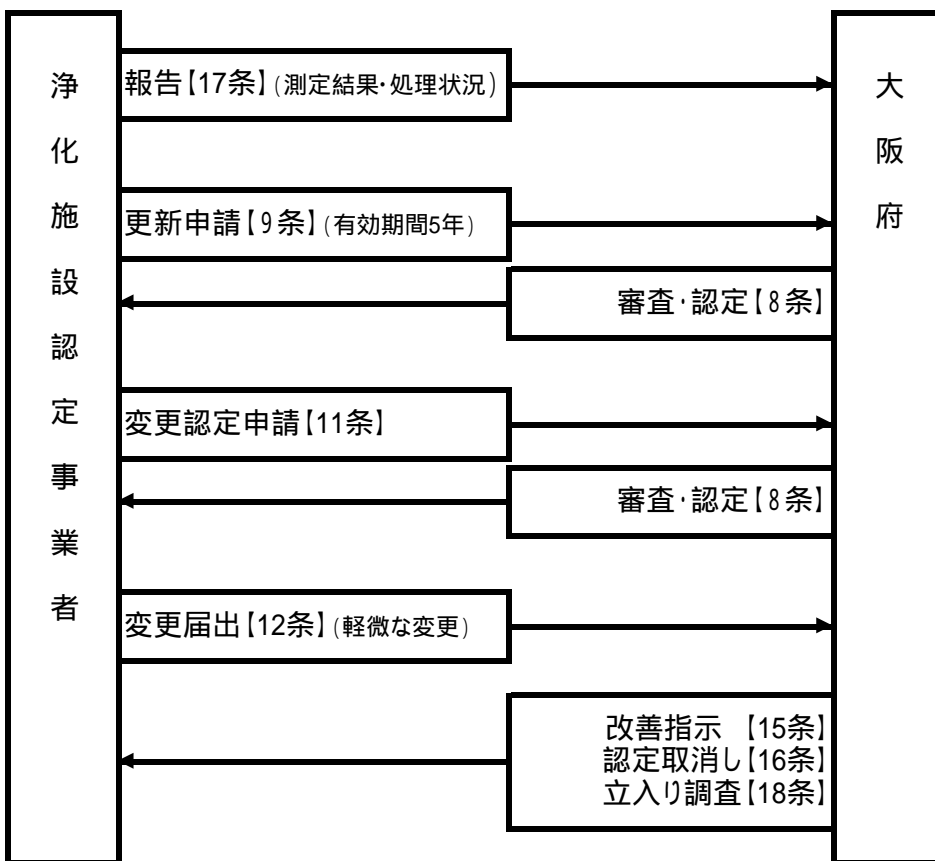 浄化施設認定事業者
報告【17条】(測定結果・処理状況)
大阪府
更新申請【9条】(有効期間5年)
審査・認定【8条】
変更認定申請【11条】
審査・認定【8条】
変更届出【12条】(軽微な変更)
改善指示 【15条】
認定取消し【16条】
立入り調査【18条】